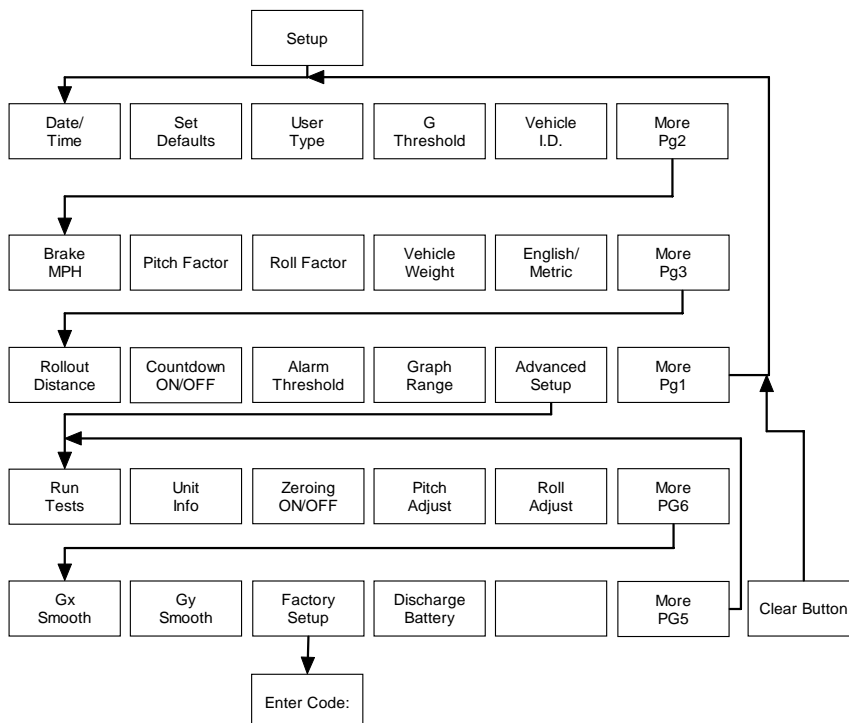 Setup
Date/
Time
Set
Defaults
User
Type
G
Threshold
Vehicle
I.D.
More
Pg2
Brake
MPH
Pitch Factor
Roll Factor
Vehicle
Weight
English/
Metric
More
Pg3
Rollout
Distance
Countdown
ON/OFF
Alarm
Threshold
Graph
Range
Advanced
Setup
More
Pg1
Run
Tests
Unit
Info
Zeroing
ON/OFF
Pitch
Adjust
Roll
Adjust
More
PG6
Gx
Smooth
Gy
Smooth
Factory
Setup
Discharge
Battery
More
PG5
Clear Button
Enter Code: